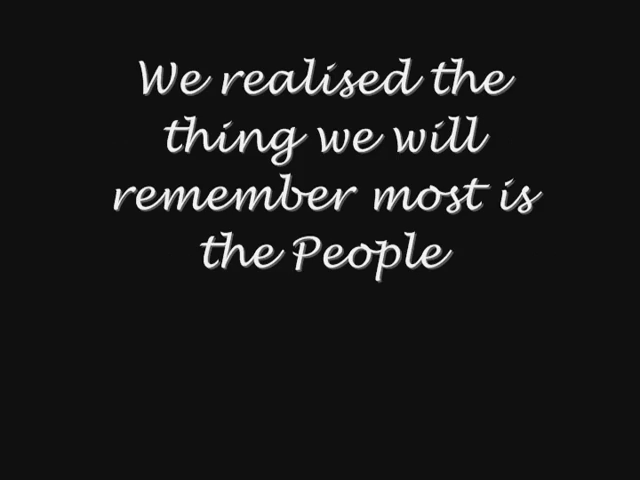 We realised the
thing we will
remember most is
the People